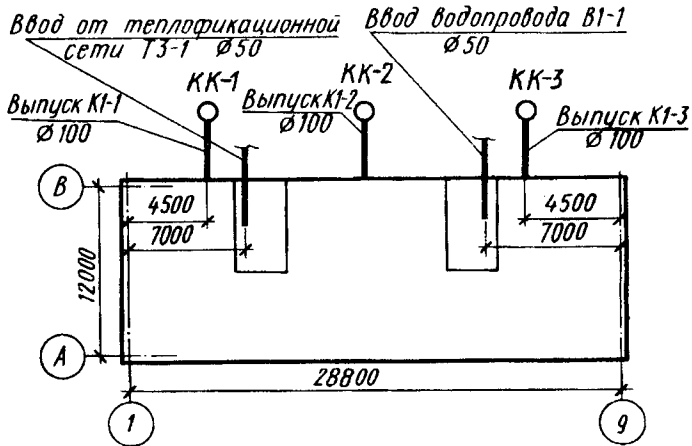 Ввод от теплофикационной
сети Т3-1 Ø50
Ввод водопровода В1-1
Ø50
КК-1
КК-2
КК-3
Выпуск К1-1
Ø100
Выпуск К1-2
Ø100
Выпуск К1-3
Ø100
В
4500
4500
7000
7000
12000
А
28800
1
9